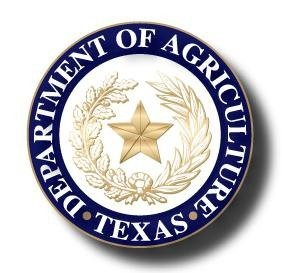 DEPARTMENT OF AGRICULTURE
TEXAS